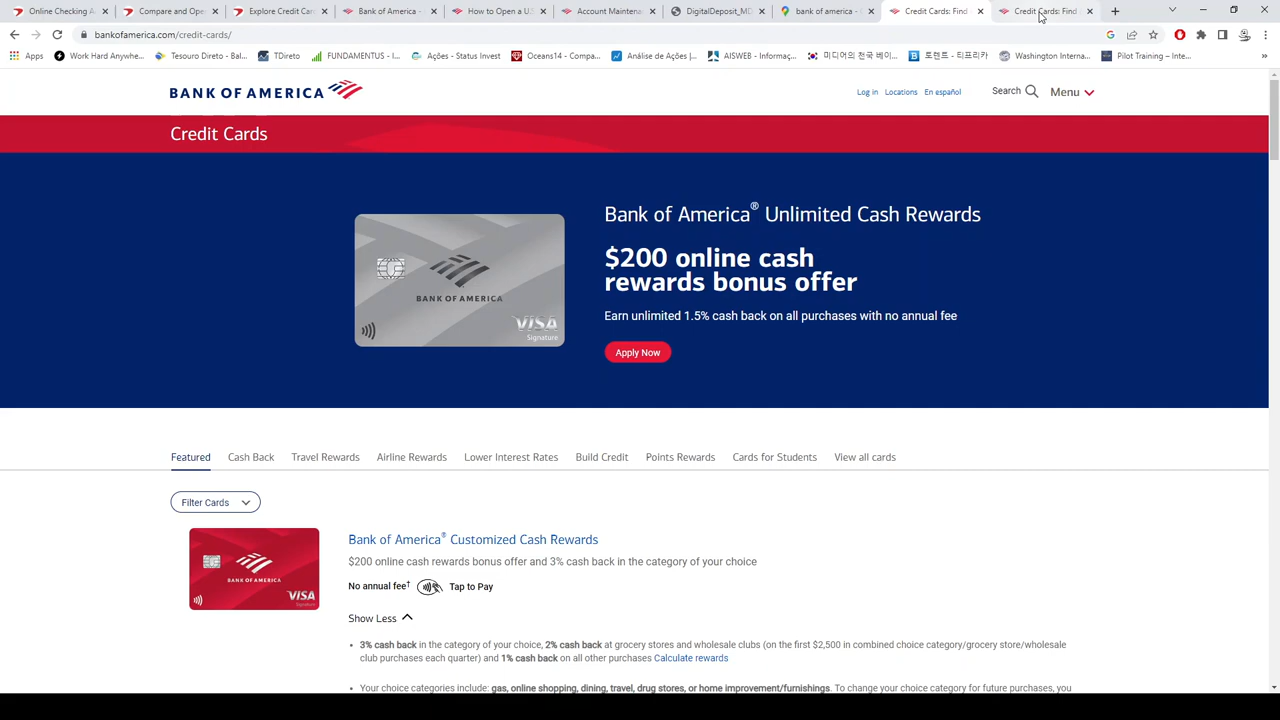 Online Checking A
Compare and Ope
Explore Credit Car
Bank of America -
How to Open a U.S
Account Maintena
DigitalDeposit_MD
bank of america -
Credit Cards: Find
Credit Cards: Find
bankofamerica.com/credit-cards/
Apps
Work Hard Anywhe...
Tesouro Direto - Ba...
TDireto
FUNDAMENTUS - I...
Ações - Status Invest
Oceans14 - Compa...
Análise de Ações |...
AISWEB - Informaç...
미디어의 천국 베이...
토렌트 - 티프리카
Washington Interna...
Pilot Training – Inte...
BANK OF AMERICA
Log in
Locations
En español
Search
Menu
Credit Cards
Bank of America® Unlimited Cash Rewards
$200 online cash
rewards bonus offer
BANK OF AMERICA
VISA
Signature
Earn unlimited 1.5% cash back on all purchases with no annual fee
Apply Now
Featured
Cash Back
Travel Rewards
Airline Rewards
Lower Interest Rates
Build Credit
Points Rewards
Cards for Students
View all cards
Filter Cards
BANK OF AMERICA
VISA
Signature
Bank of America® Customized Cash Rewards
$200 online cash rewards bonus offer and 3% cash back in the category of your choice
No annual fee†
Tap to Pay
Show Less
• 3% cash back in the category of your choice, 2% cash back at grocery stores and wholesale clubs (on the first $2,500 in combined choice category/grocery store/wholesale
club purchases each quarter) and 1% cash back on all other purchases Calculate rewards
• Your choice categories include: gas, online shopping, dining, travel, drug stores, or home improvement/furnishings. To change your choice category for future purchases, you